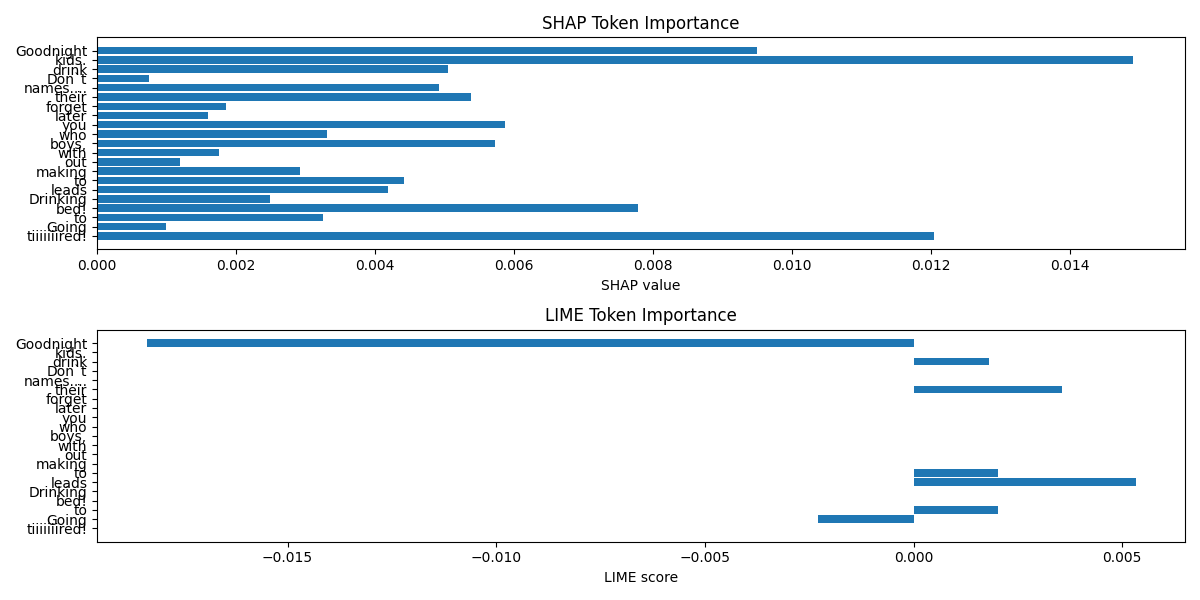 SHAP Token Importance
Goodnight
kids.
drink
Don`t
names....
their
forget
later
you
who
boys,
with
out
making
to
leads
Drinking
bed!
to
Going
tiiiiiiired!
0.000 0.002 0.004 0.006 0.008 0.010 0.012 0.014
SHAP value
LIME Token Importance
Goodnight
kids.
drink
Don`t
names....
their
forget
later
you
who
boys,
with
out
making
to
leads
Drinking
bed!
to
Going
tiiiiiiired!
−0.015 −0.010 −0.005 0.000 0.005
LIME score